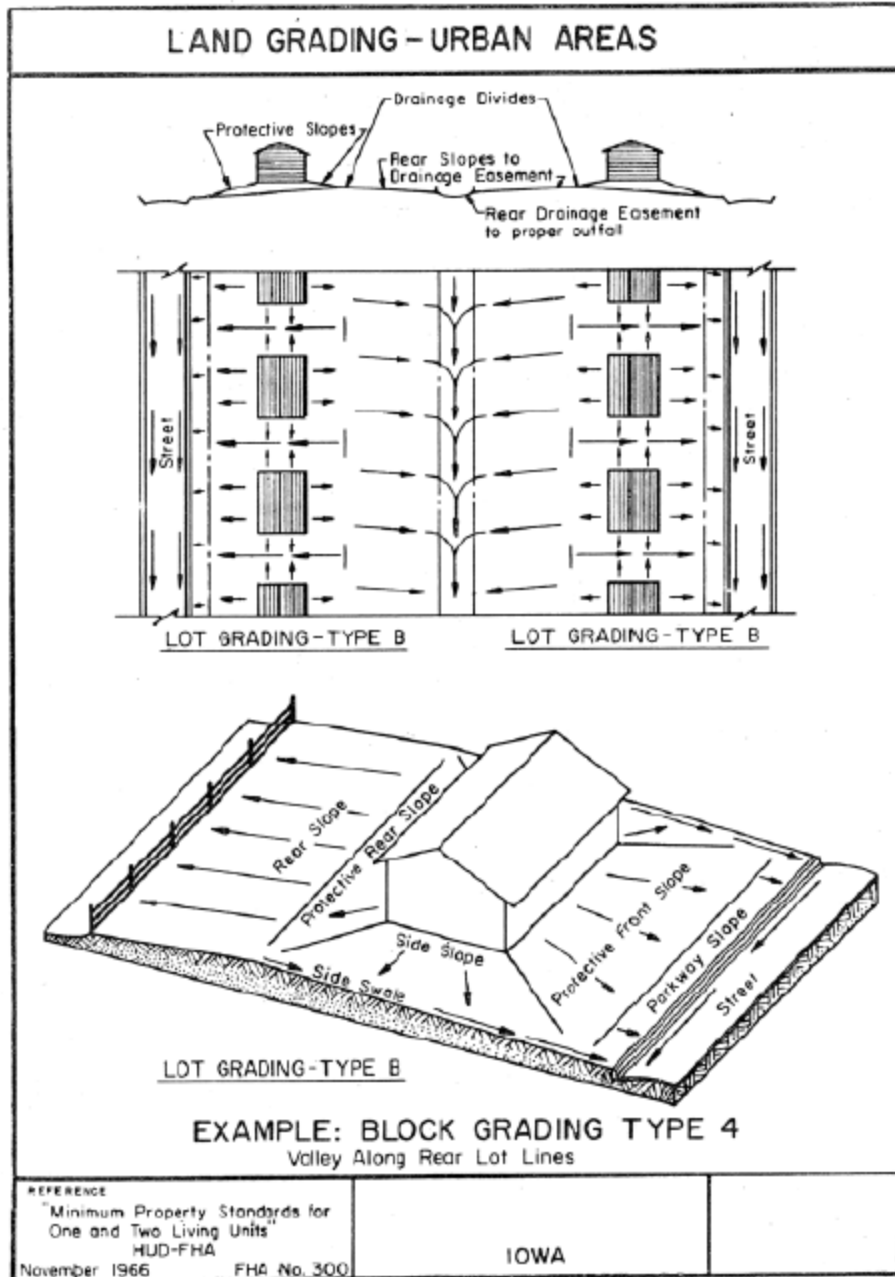 LAND GRADING-URBAN AREAS
Drainage Divides
Protective Slopes
Rear Slopes to
Drainage Easement
Rear Drainage Easement
to proper outfall
Street
Street
LOT GRADING-TYPE B
LOT GRADING-TYPE B
Rear Slope
Protective Rear Slope
Side Slope
Side Swale
Protective Front Slope
Parkway Slope
Street
LOT GRADING-TYPE B
EXAMPLE: BLOCK GRADING TYPE 4
Valley Along Rear Lot Lines
REFERENCE
"Minimum Property Standards for
One and Two Living Units"
HUD-FHA
November 1966 FHA No. 300
IOWA